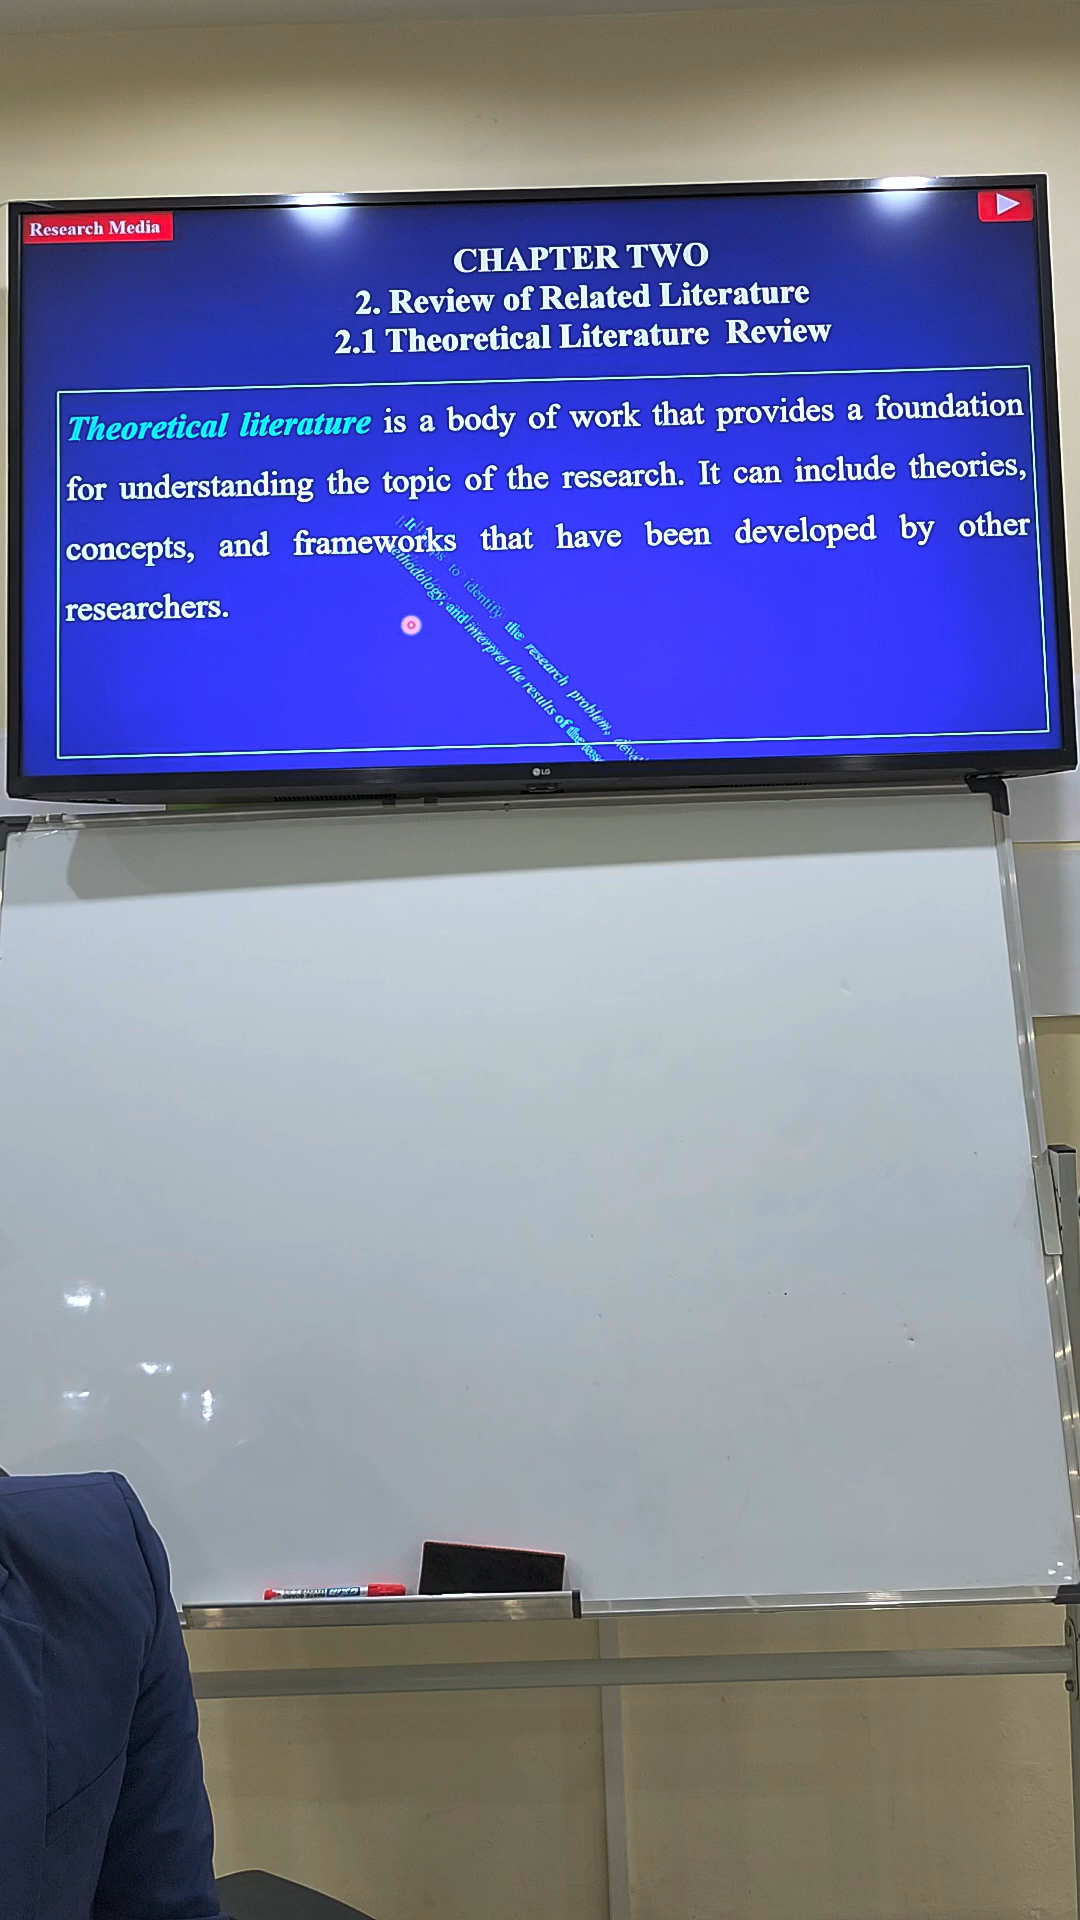 Research Media
CHAPTER TWO
2. Review of Related Literature
2.1 Theoretical Literature Review
Theoretical literature is a body of work that provides a foundation
for understanding the topic of the research. It can include theories,
concepts, and frameworks that have been developed by other
researchers.
It to identify the research problem,
and interpret the results of the
LG